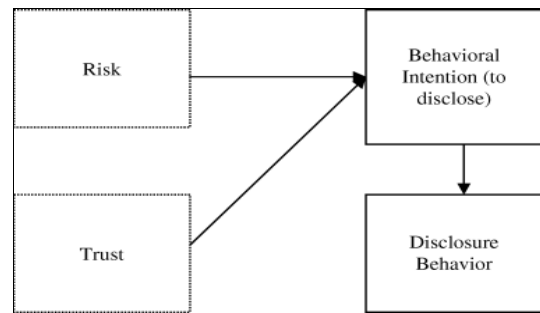 Risk
Behavioral
Intention (to
disclose)
Trust
Disclosure
Behavior